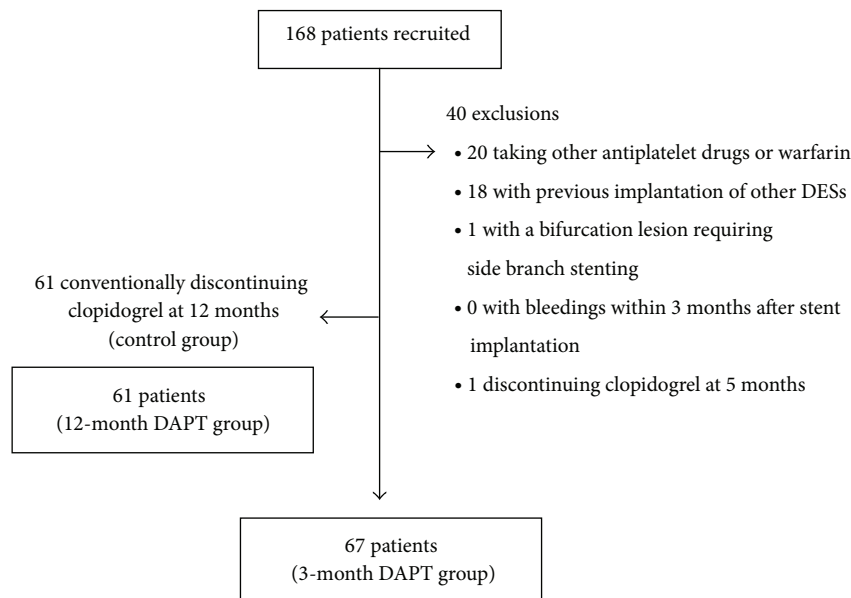 168 patients recruited
40 exclusions
• 20 taking other antiplatelet drugs or warfarin
• 18 with previous implantation of other DESs
• 1 with a bifurcation lesion requiring
side branch stenting
• 0 with bleedings within 3 months after stent
implantation
• 1 discontinuing clopidogrel at 5 months
61 conventionally discontinuing
clopidogrel at 12 months
(control group)
61 patients
(12-month DAPT group)
67 patients
(3-month DAPT group)